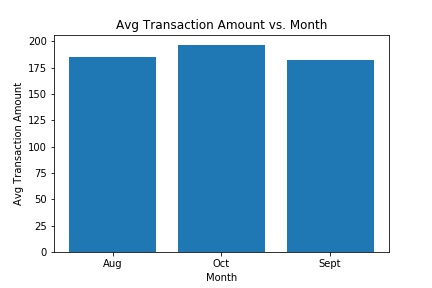 Avg Transaction Amount vs. Month
200
175
150
125
100
75
50
25
0
Avg Transaction Amount
Aug Oct Sept
Month